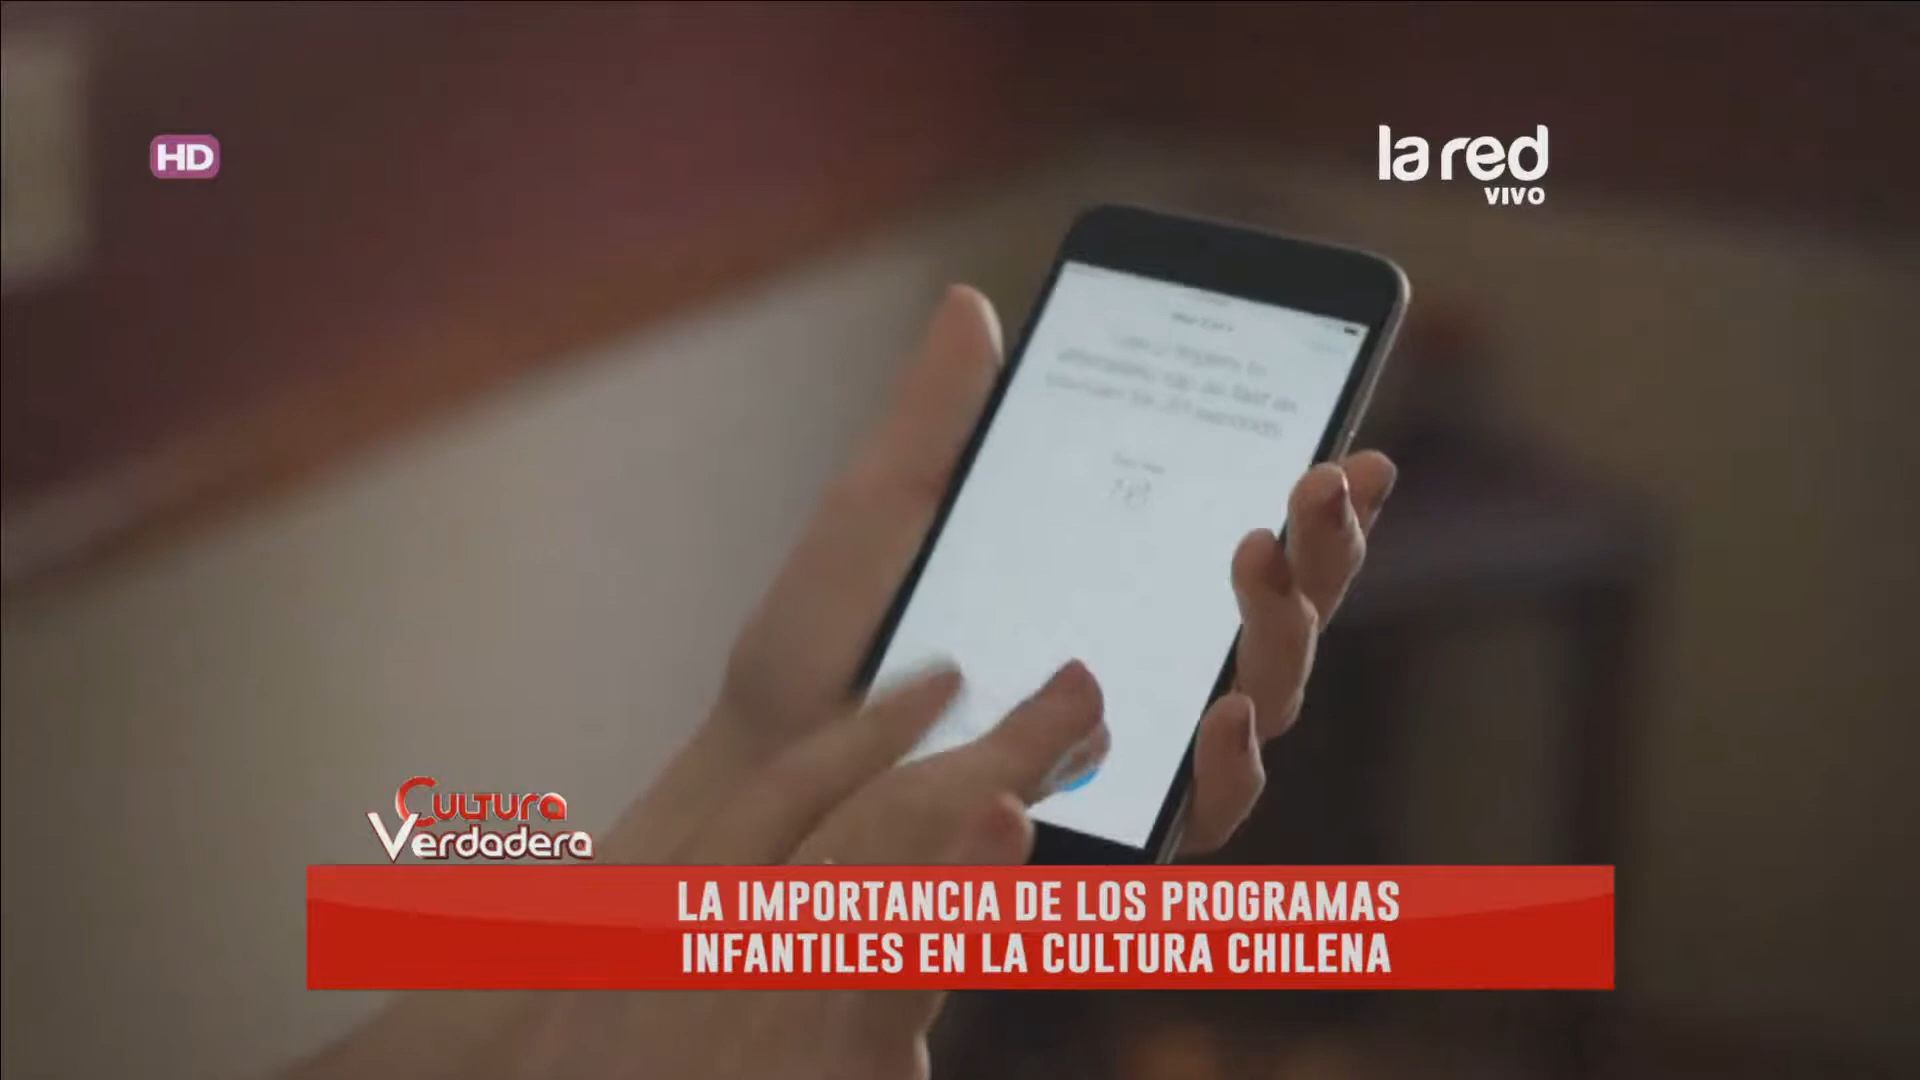 HD
la red
VIVO
Cultura
Verdadera
LA IMPORTANCIA DE LOS PROGRAMAS
INFANTILES EN LA CULTURA CHILENA